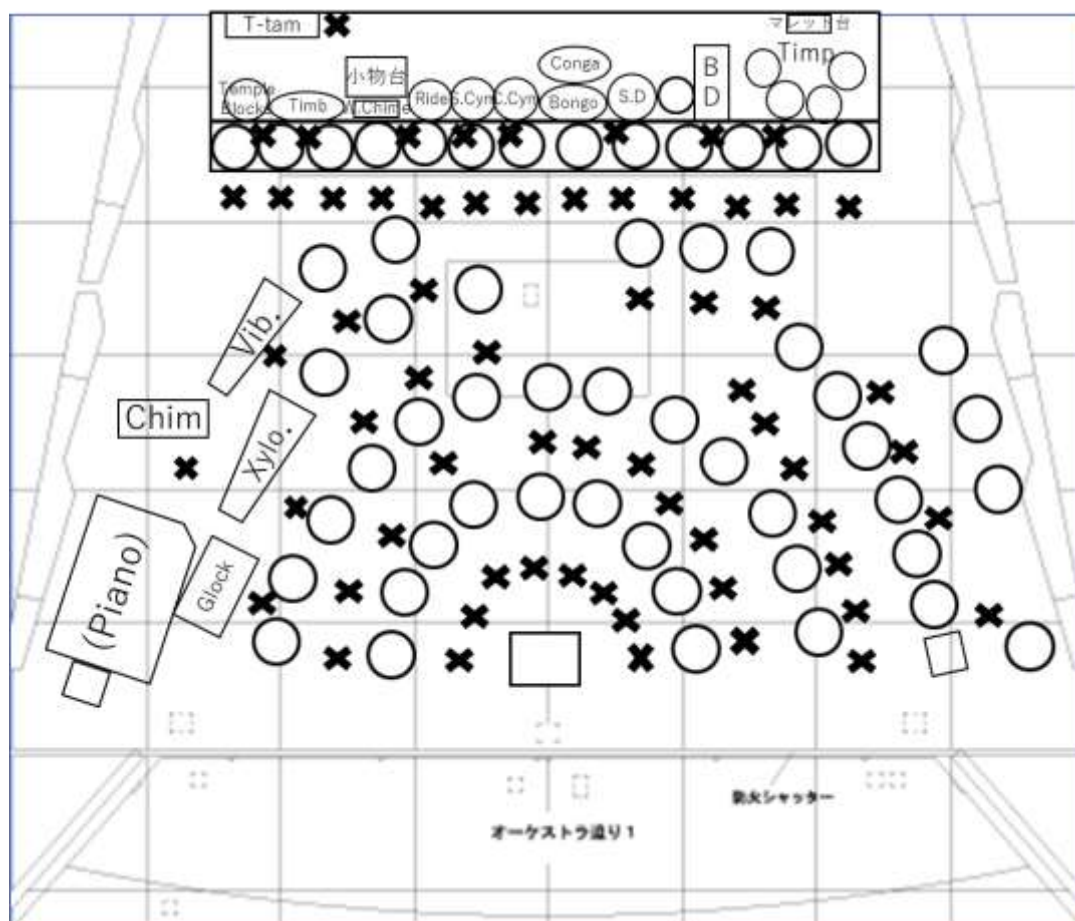 T-tam
マレット台
Timp
Conga
B
D
小物台
Temple
Blocks
Timb
W.Chime
Ride
S.Cym
C.Cym
Bongo
S.D
Vib.
Chim
Xylo.
(Piano)
Glock
防火シャッター
オーケストラ迫り1